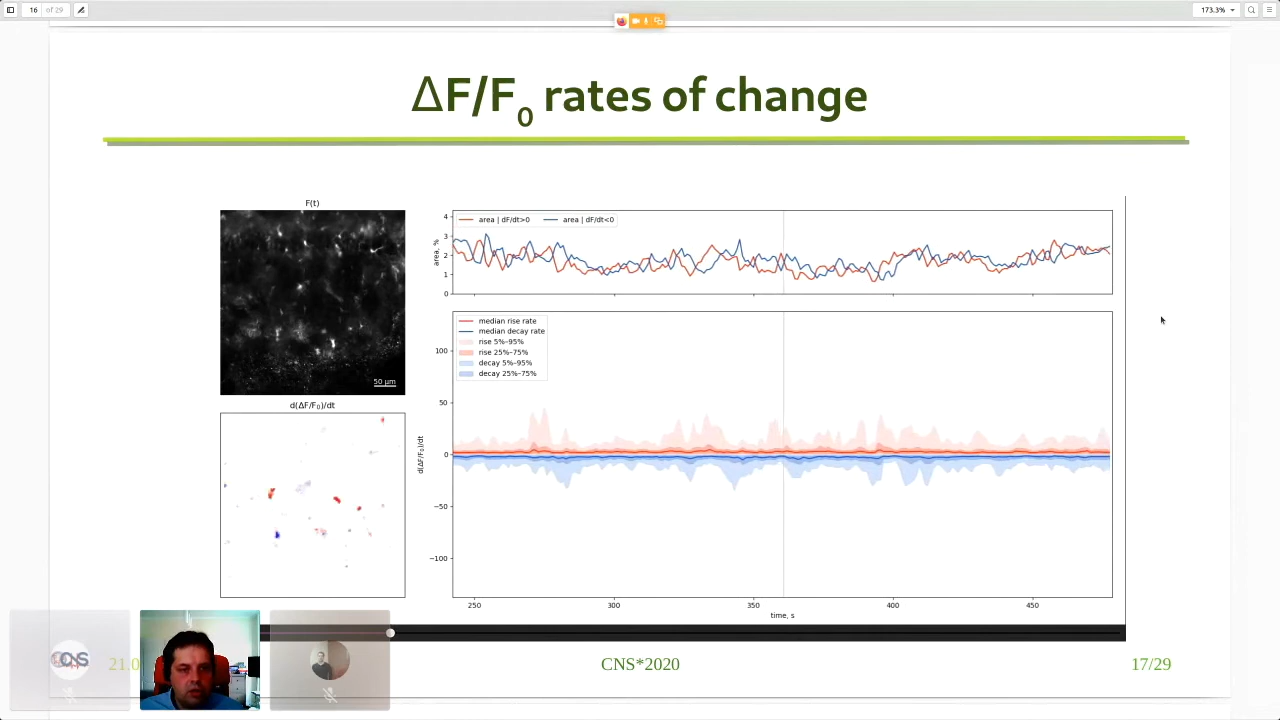 16 of 29
173.3%
ΔF/F0 rates of change
F(t)
50 μm
d(ΔF/F0)/dt
area | dF/dt>0
area | dF/dt<0
area, %
4
3
2
1
0
median rise rate
median decay rate
rise 5%–95%
rise 25%–75%
decay 5%–95%
decay 25%–75%
d(ΔF/F0)/dt
100
50
0
−50
−100
250 300 350 400 450
time, s
21.0
CNS*2020
17/29